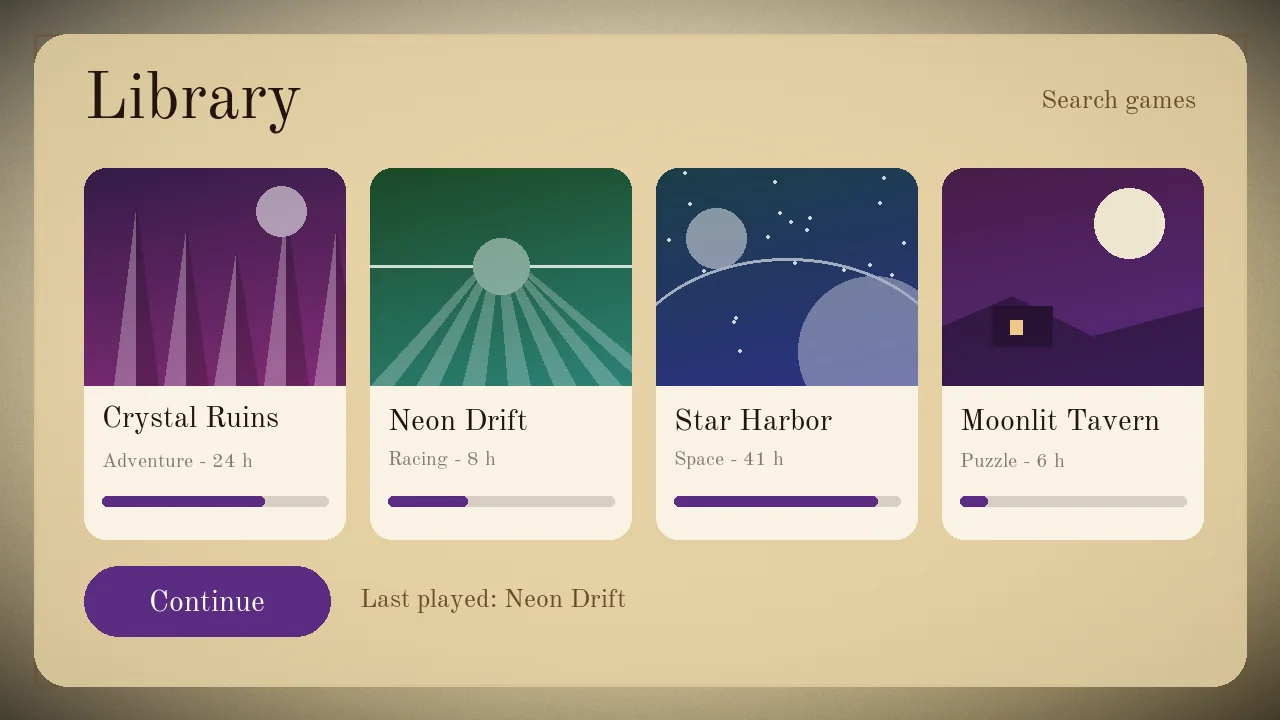 Library
Search games
Crystal Ruins
Adventure - 24 h
Neon Drift
Racing - 8 h
Star Harbor
Space - 41 h
Moonlit Tavern
Puzzle - 6 h
Continue
Last played: Neon Drift